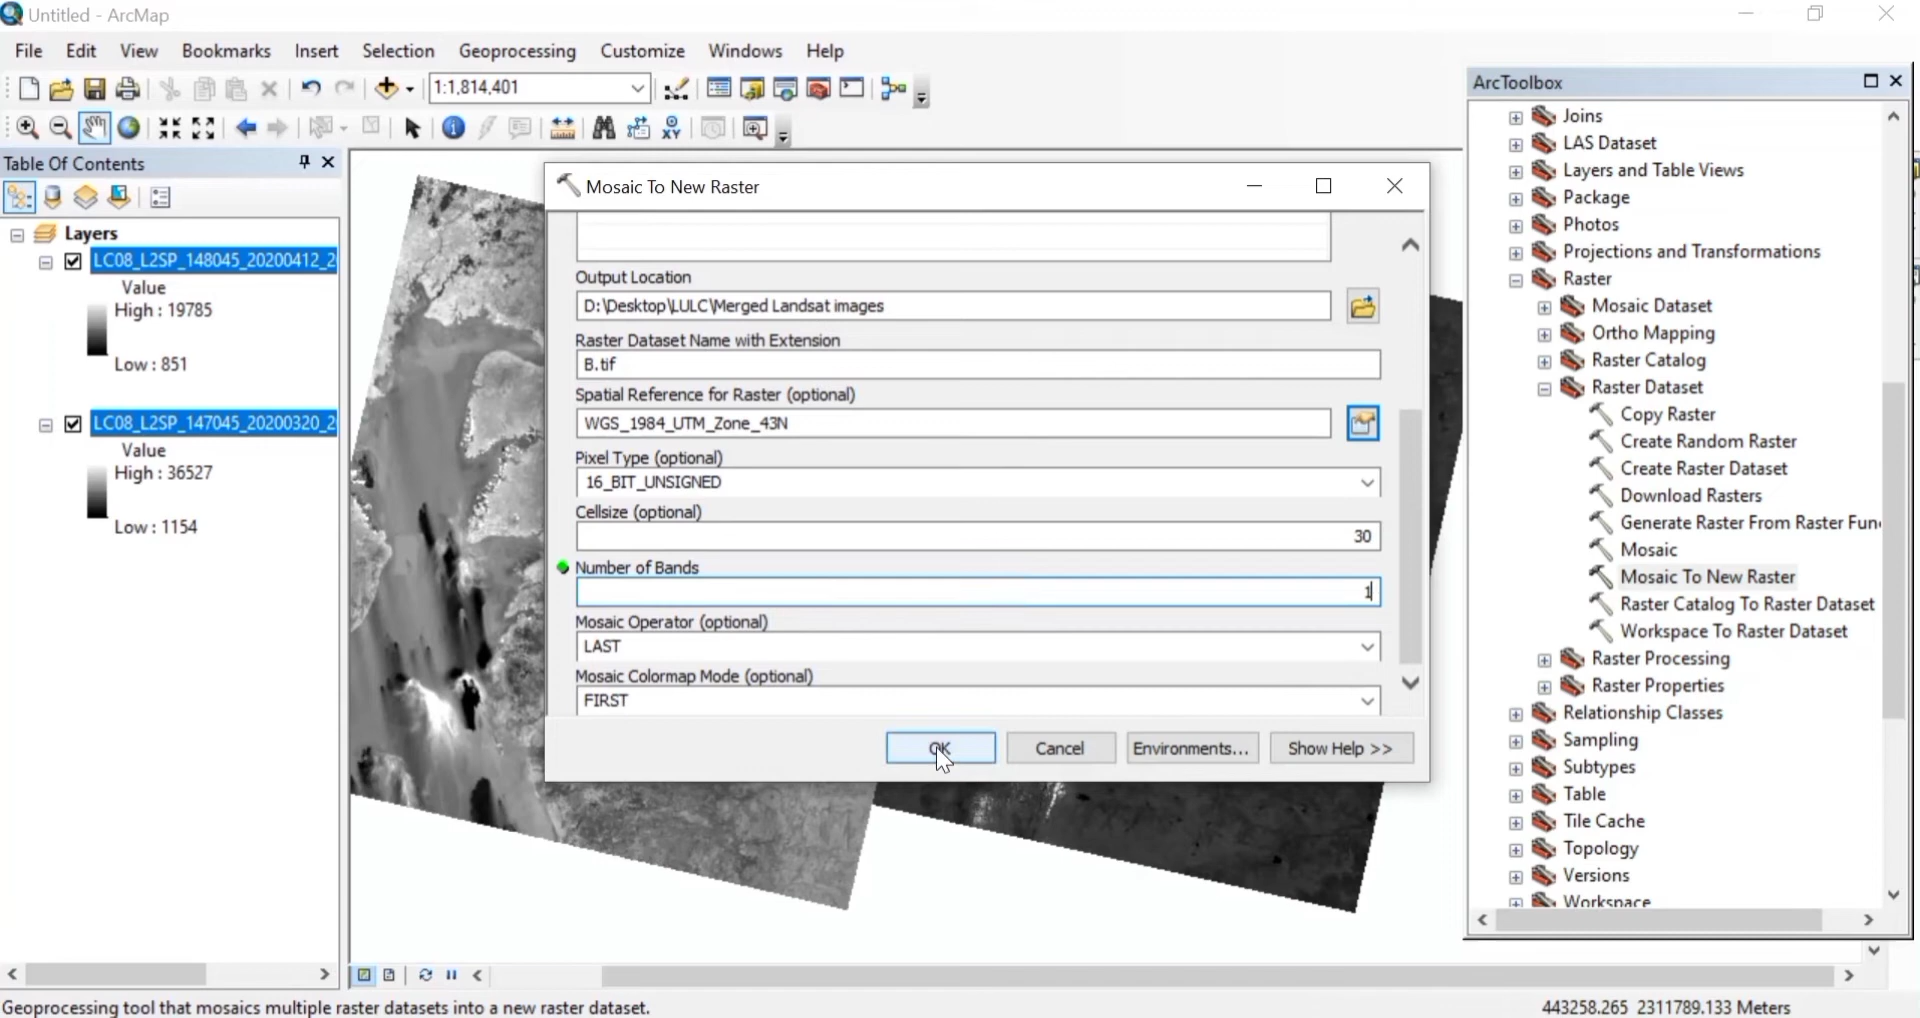 Untitled - ArcMap
File Edit View Bookmarks Insert Selection Geoprocessing Customize Windows Help
1:1,814,401
Table Of Contents
Layers
LC08_L2SP_148045_20200412_2
Value
High : 19785
Low : 851
LC08_L2SP_147045_20200320_2
Value
High : 36527
Low : 1154
Mosaic To New Raster
Output Location
D:\Desktop\LULC\Merged Landsat images
Raster Dataset Name with Extension
B.tif
Spatial Reference for Raster (optional)
WGS_1984_UTM_Zone_43N
Pixel Type (optional)
16_BIT_UNSIGNED
Cellsize (optional)
30
Number of Bands
1
Mosaic Operator (optional)
LAST
Mosaic Colormap Mode (optional)
FIRST
OK Cancel Environments... Show Help >>
ArcToolbox
Joins
LAS Dataset
Layers and Table Views
Package
Photos
Projections and Transformations
Raster
Mosaic Dataset
Ortho Mapping
Raster Catalog
Raster Dataset
Copy Raster
Create Random Raster
Create Raster Dataset
Download Rasters
Generate Raster From Raster Fun
Mosaic
Mosaic To New Raster
Raster Catalog To Raster Dataset
Workspace To Raster Dataset
Raster Processing
Raster Properties
Relationship Classes
Sampling
Subtypes
Table
Tile Cache
Topology
Versions
Workspace
Geoprocessing tool that mosaics multiple raster datasets into a new raster dataset.
443258.265 2311789.133 Meters